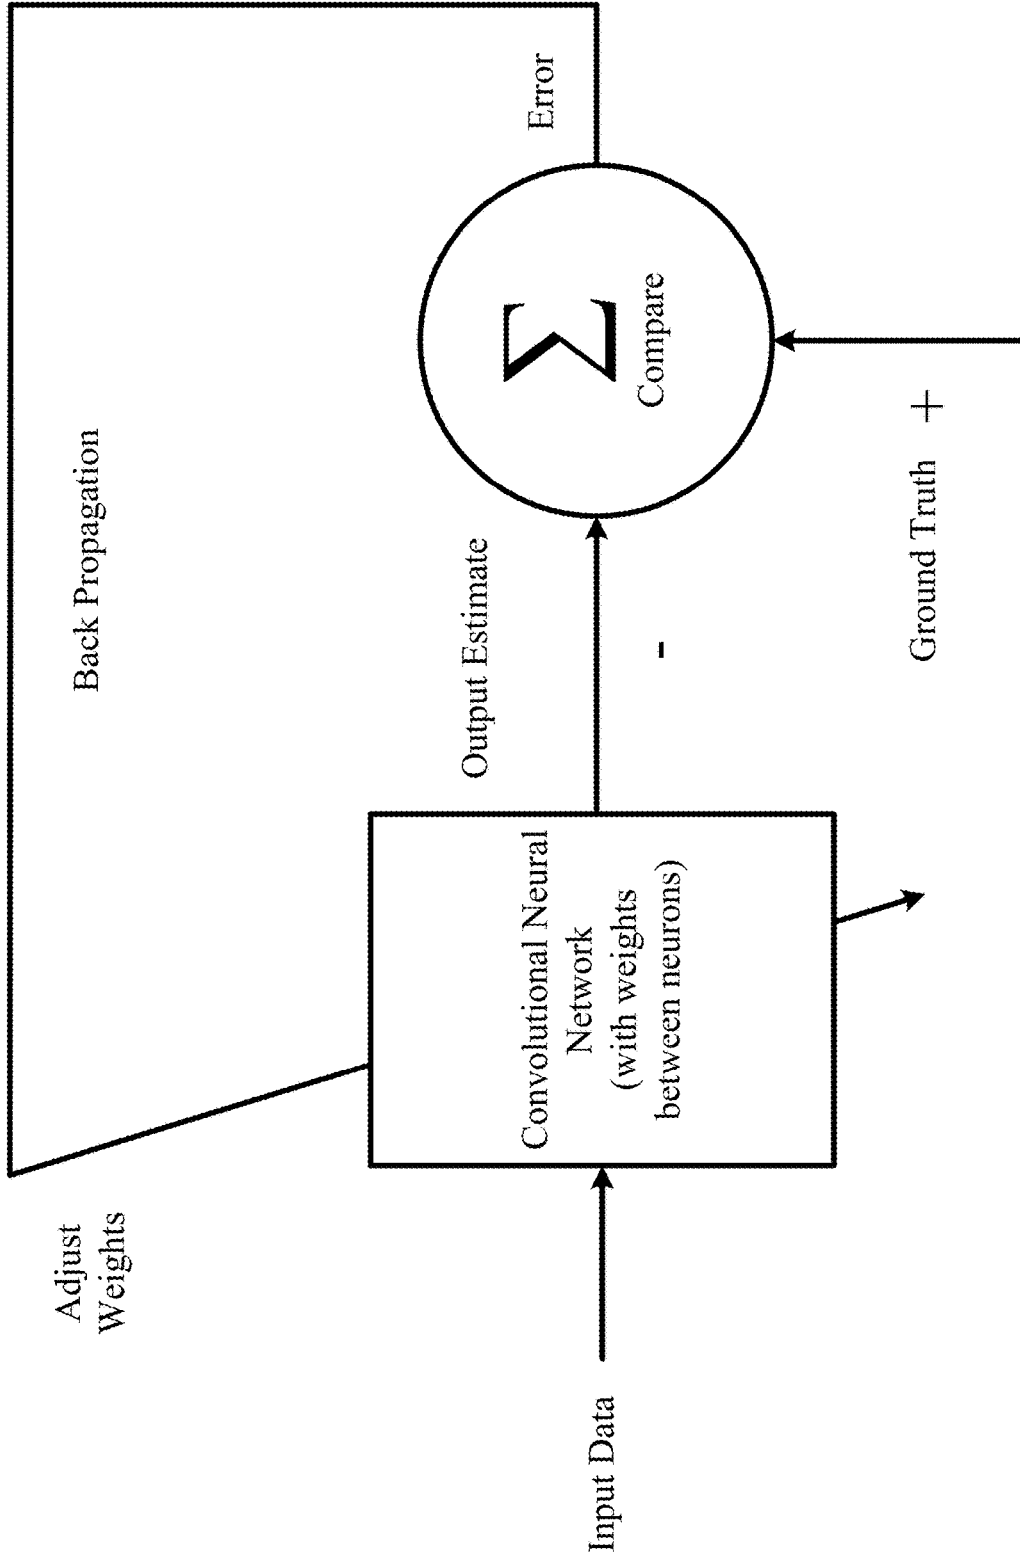 Back Propagation
Adjust
Weights
Error
Output Estimate
Σ
Compare
Convolutional Neural
Network
(with weights
between neurons)
Input Data
-
Ground Truth +